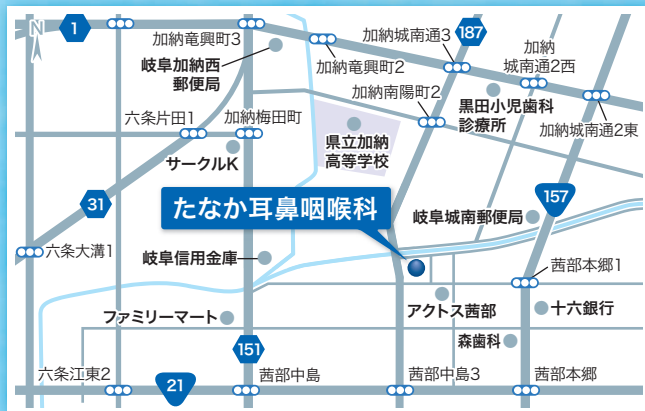 1
N
加納竜興町3
岐阜加納西
郵便局
加納竜興町2
加納城南通3
187
加納
城南通2西
加納南陽町2
黒田小児歯科
診療所
加納城南通2東
六条片田1
加納梅田町
サークルK
県立加納
高等学校
31
たなか耳鼻咽喉科
岐阜城南郵便局
157
六条大溝1
岐阜信用金庫
茜部本郷1
アクトス茜部
十六銀行
ファミリーマート
森歯科
151
六条江東2
21
茜部中島
茜部中島3
茜部本郷